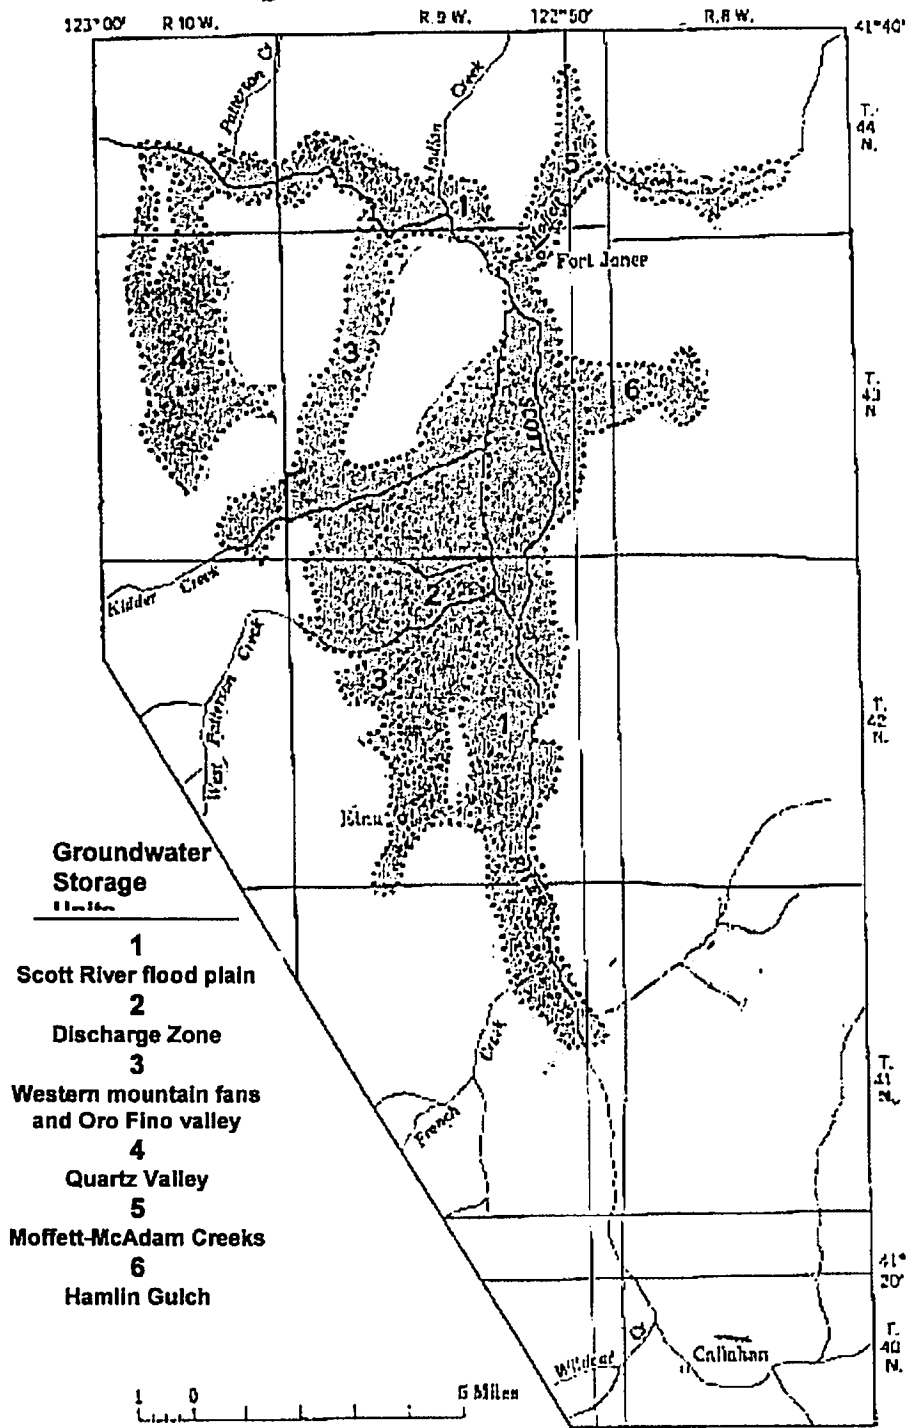 123°00' R 10 W. R. 9 W. 122°50' R. 8 W. 41°40'
Patterson Cr
Indian Creek
T.
44
N.
5
1
Creek
Fort Jones
3
4
T.
43
N.
6
SCOTT
2
Kidder Creek
3
West Patterson Creek
1
T.
42
N.
Etna
Groundwater
Storage
Units
1
Scott River flood plain
2
Discharge Zone
3
Western mountain fans
and Oro Fino valley
4
Quartz Valley
5
Moffett-McAdam Creeks
6
Hamlin Gulch
French Creek
T.
41
N.
41°
20'
T.
40
N.
Wildcat Cr
Callahan
1 0 5 Miles